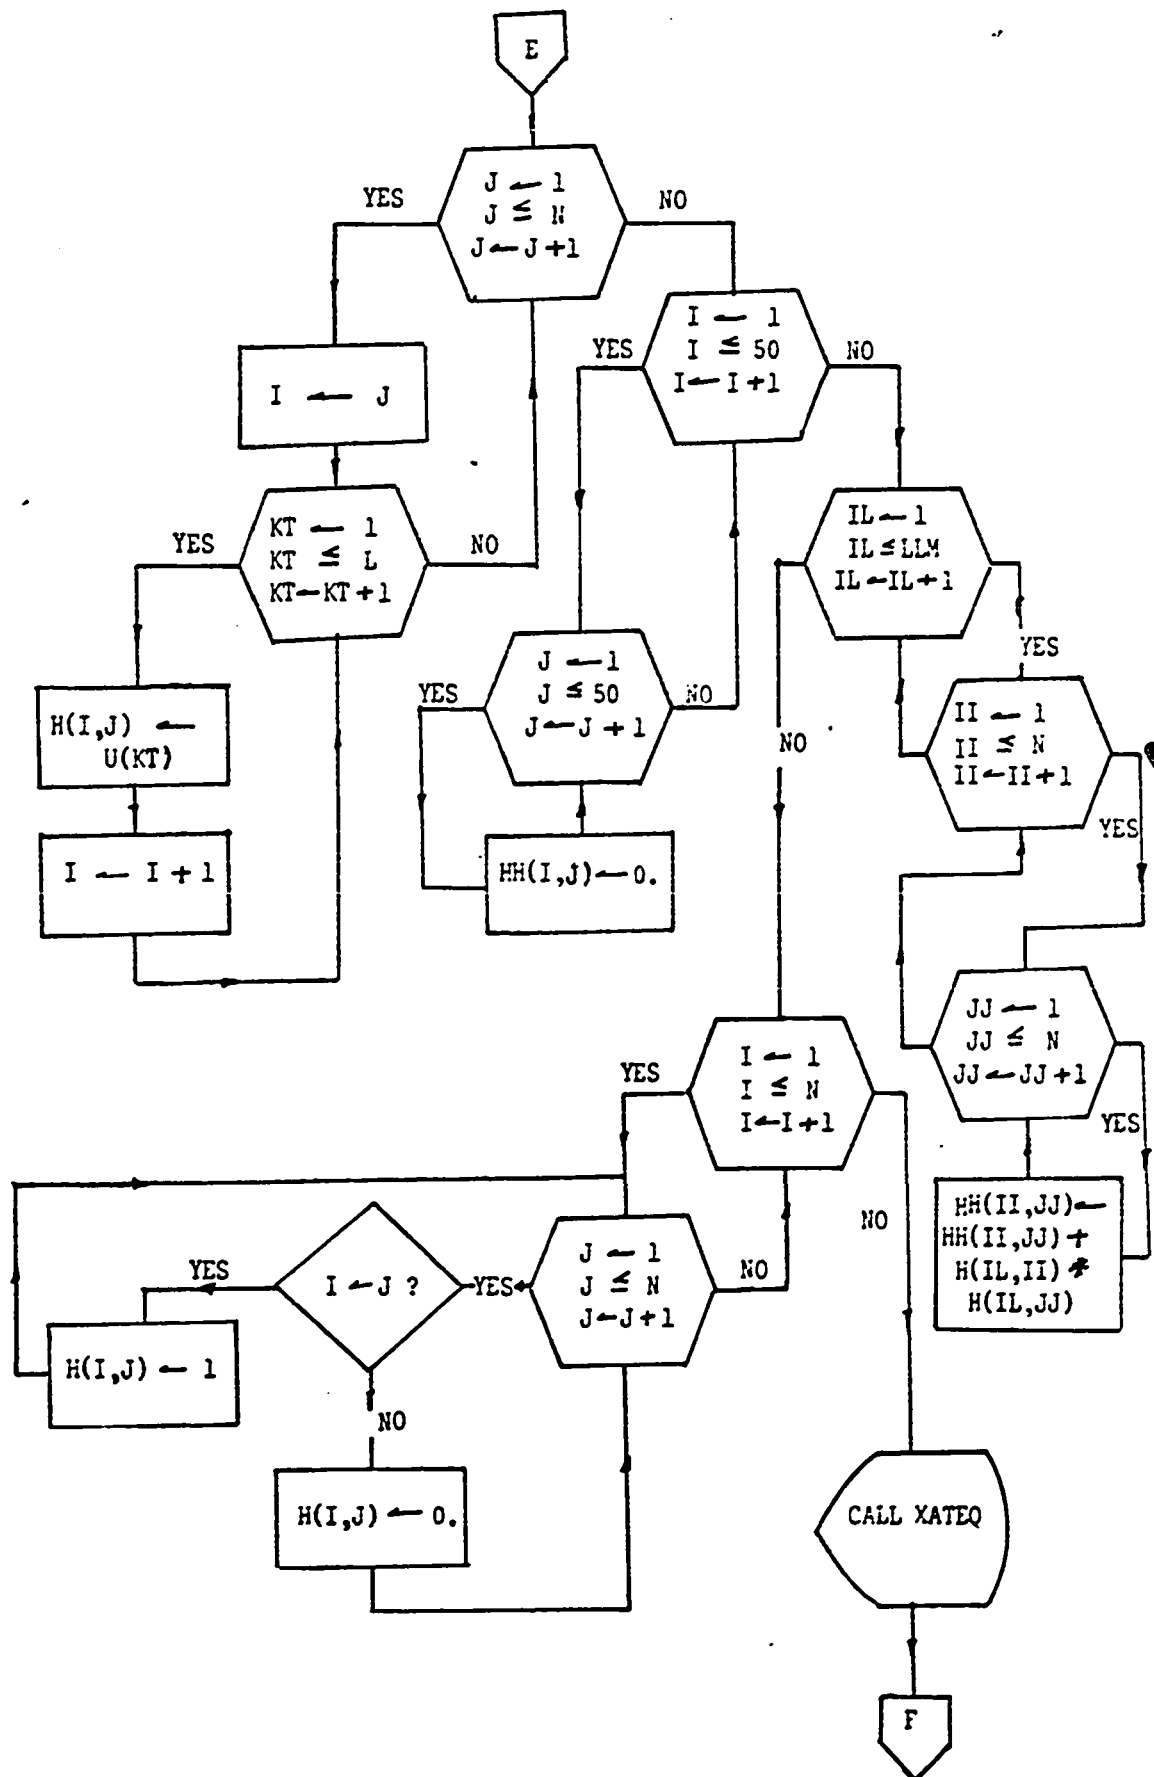 E
J ← 1
J ≤ N
J ← J + 1
YES
NO
I ← J
KT ← 1
KT ≤ L
KT ← KT + 1
YES
NO
H(I,J) ←
U(KT)
I ← I + 1
I ← 1
I ≤ 50
I ← I + 1
YES
NO
J ← 1
J ≤ 50
J ← J + 1
YES
NO
HH(I,J) ← 0.
IL ← 1
IL ≤ LLM
IL ← IL + 1
NO
YES
II ← 1
II ≤ N
II ← II + 1
YES
JJ ← 1
JJ ≤ N
JJ ← JJ + 1
YES
HH(II,JJ) ←
HH(II,JJ) +
H(IL,II) *
H(IL,JJ)
I ← 1
I ≤ N
I ← I + 1
YES
NO
J ← 1
J ≤ N
J ← J + 1
YES
NO
I ← J ?
YES
NO
H(I,J) ← 1
H(I,J) ← 0.
CALL XATEQ
F